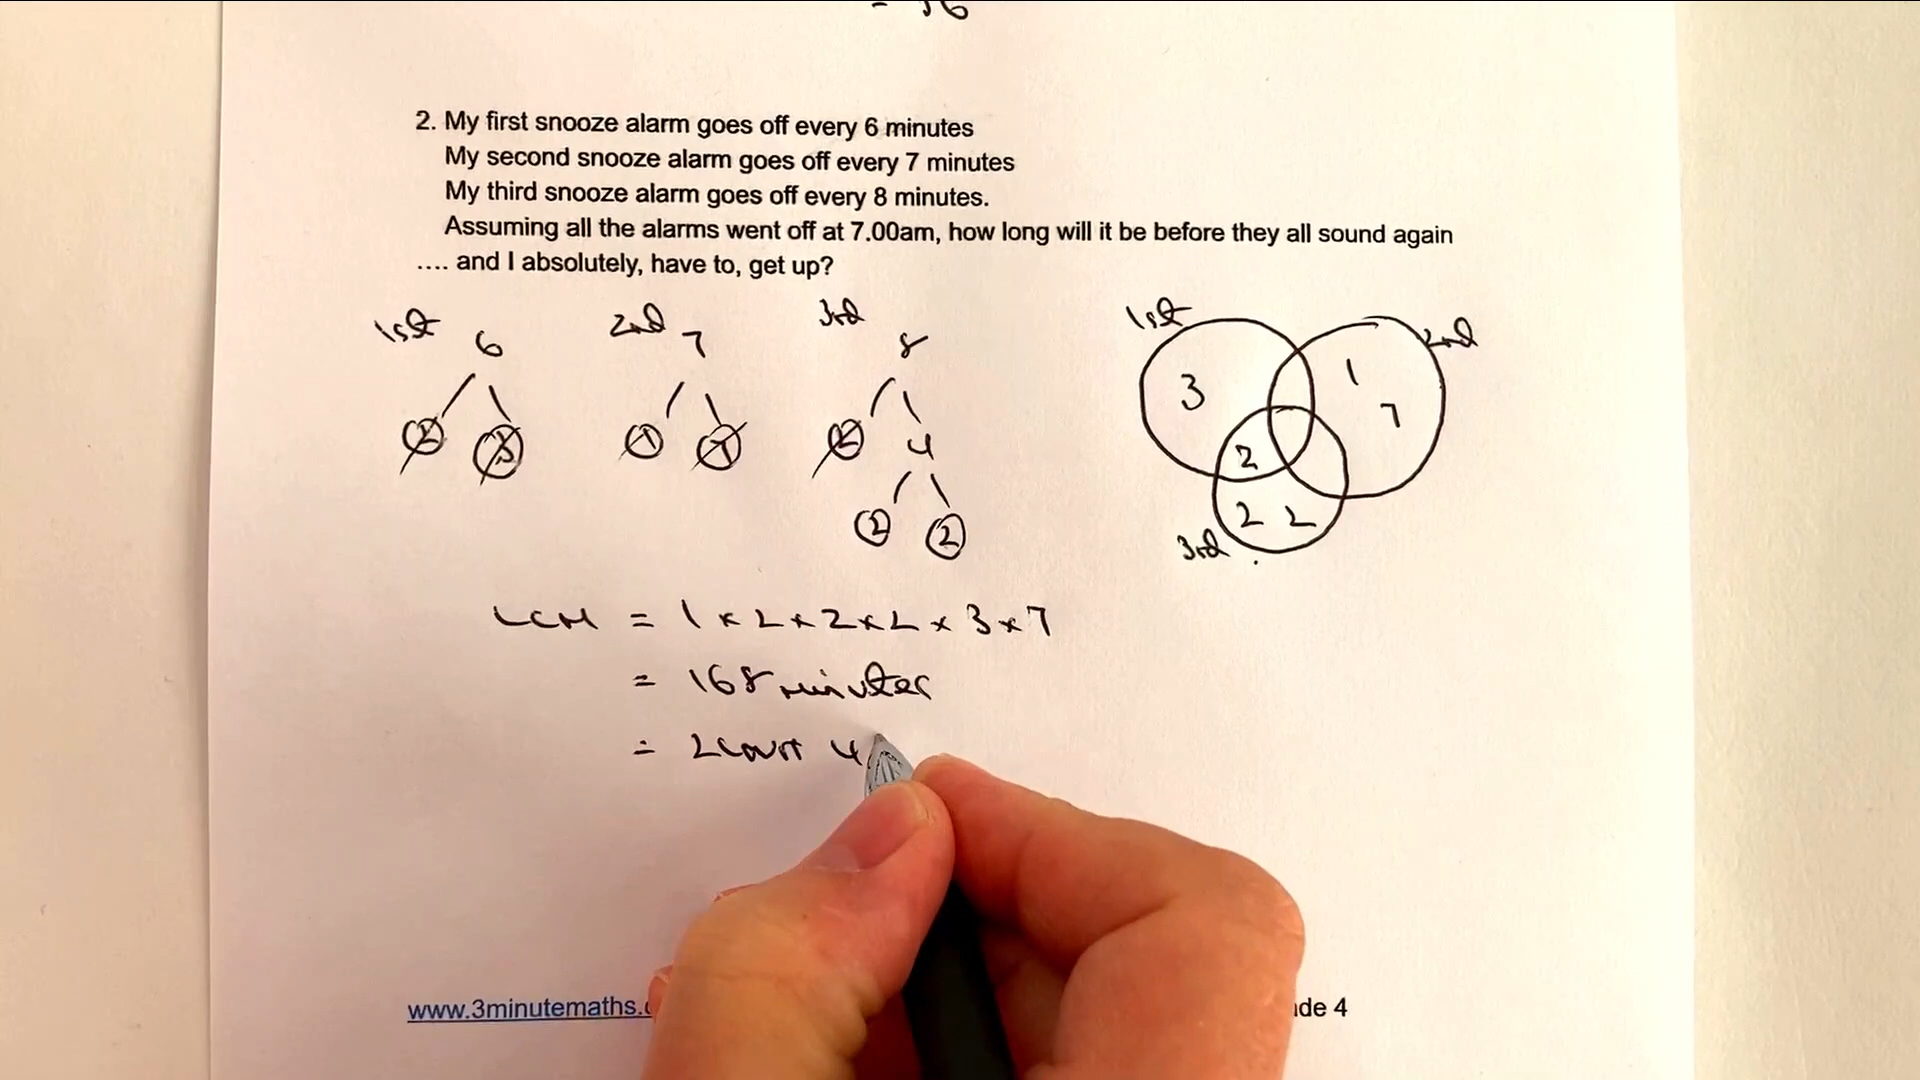 = 56
2. My first snooze alarm goes off every 6 minutes
My second snooze alarm goes off every 7 minutes
My third snooze alarm goes off every 8 minutes.
Assuming all the alarms went off at 7.00am, how long will it be before they all sound again
.... and I absolutely, have to, get up?
1st 6
2 3
2nd 7
1 7
3rd 8
2 4
2 2
1st 2nd
3 1
7
2
2 2
3rd
LCM = 1 x 2 x 2 x 2 x 3 x 7
= 168 minutes
= 2 hours 4
www.3minutemaths.
de 4